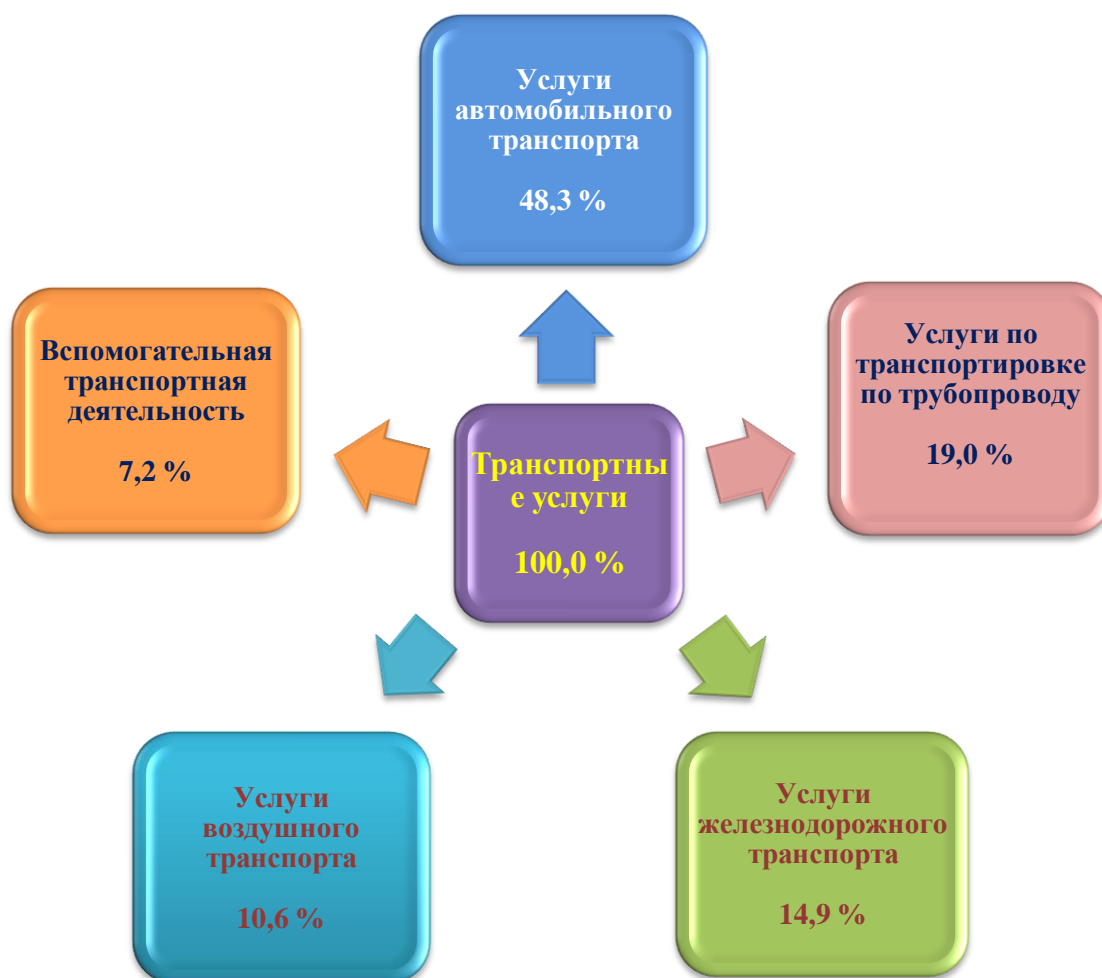 Услуги
автомобильного
транспорта
48,3 %
Вспомогательная
транспортная
деятельность
7,2 %
Транспортны
е услуги
100,0 %
Услуги по
транспортировке
по трубопроводу
19,0 %
Услуги
воздушного
транспорта
10,6 %
Услуги
железнодорожного
транспорта
14,9 %